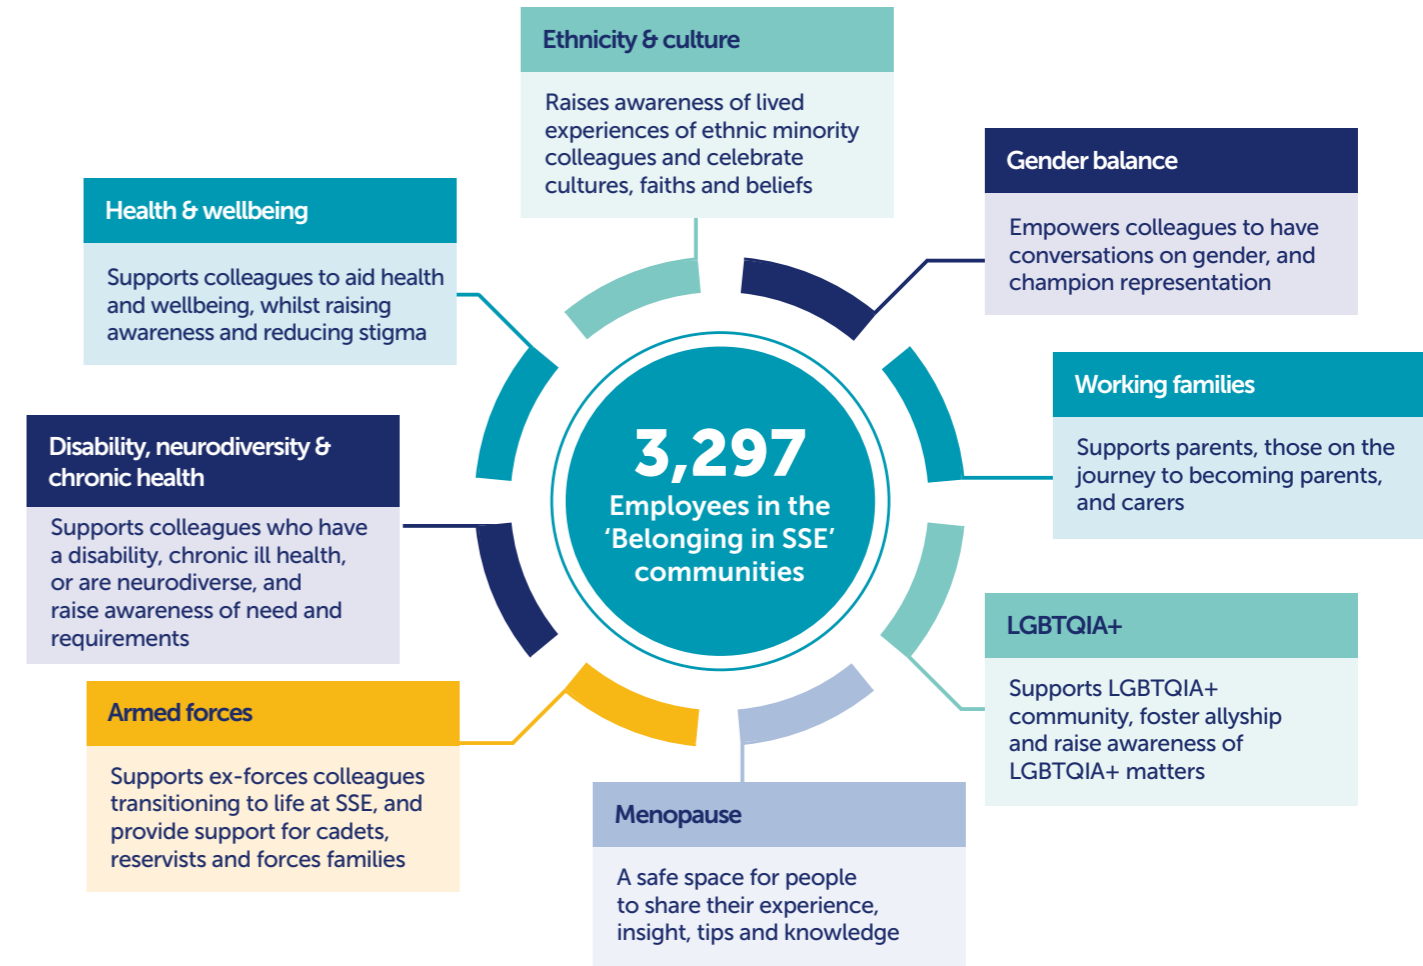 Ethnicity & culture
Raises awareness of lived
experiences of ethnic minority
colleagues and celebrate
cultures, faiths and beliefs
Gender balance
Empowers colleagues to have
conversations on gender, and
champion representation
Health & wellbeing
Supports colleagues to aid health
and wellbeing, whilst raising
awareness and reducing stigma
Working families
Supports parents, those on the
journey to becoming parents,
and carers
Disability, neurodiversity &
chronic health
Supports colleagues who have
a disability, chronic ill health,
or are neurodiverse, and
raise awareness of need and
requirements
3,297
Employees in the
‘Belonging in SSE’
communities
LGBTQIA+
Supports LGBTQIA+
community, foster allyship
and raise awareness of
LGBTQIA+ matters
Armed forces
Supports ex-forces colleagues
transitioning to life at SSE, and
provide support for cadets,
reservists and forces families
Menopause
A safe space for people
to share their experience,
insight, tips and knowledge